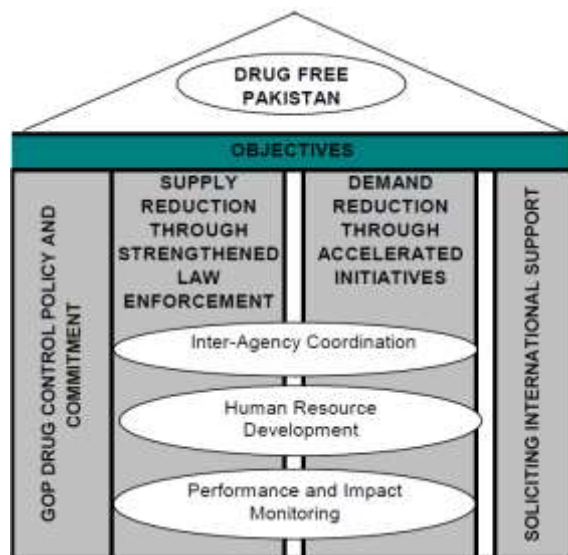 DRUG FREE
PAKISTAN
OBJECTIVES
GOP DRUG CONTROL POLICY AND
COMMITMENT
SUPPLY
REDUCTION
THROUGH
STRENGTHENED
LAW
ENFORCEMENT
DEMAND
REDUCTION
THROUGH
ACCELERATED
INITIATIVES
Inter-Agency Coordination
Human Resource
Development
Performance and Impact
Monitoring
SOLICITING INTERNATIONAL SUPPORT